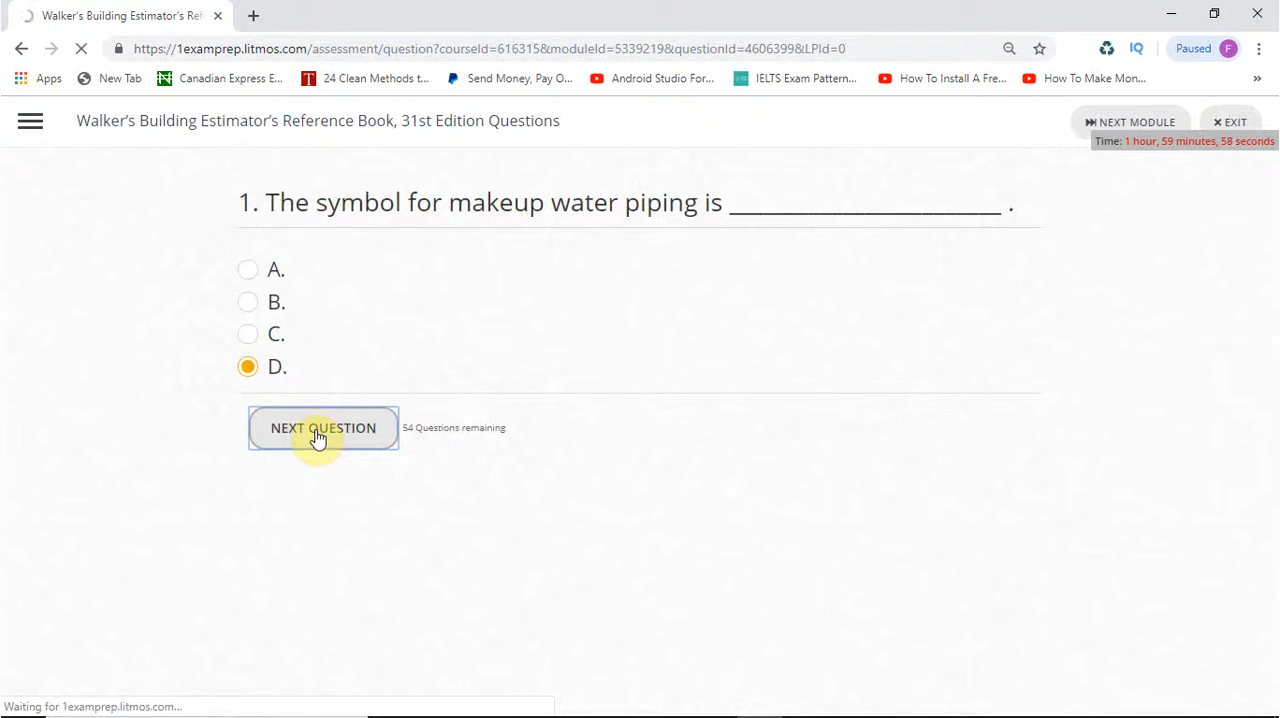 Walker's Building Estimator's Ref
https://1examprep.litmos.com/assessment/question?courseId=616315&moduleId=5339219&questionId=4606399&LPId=0
IQ
Paused
F
Apps
New Tab
Canadian Express E...
24 Clean Methods t...
Send Money, Pay O...
Android Studio For...
IELTS Exam Pattern...
How To Install A Fre...
How To Make Mon...
»
Walker's Building Estimator's Reference Book, 31st Edition Questions
NEXT MODULE
EXIT
Time: 1 hour, 59 minutes, 58 seconds
1. The symbol for makeup water piping is ____________________ .
A.
B.
C.
D.
NEXT QUESTION
54 Questions remaining
Waiting for 1examprep.litmos.com...